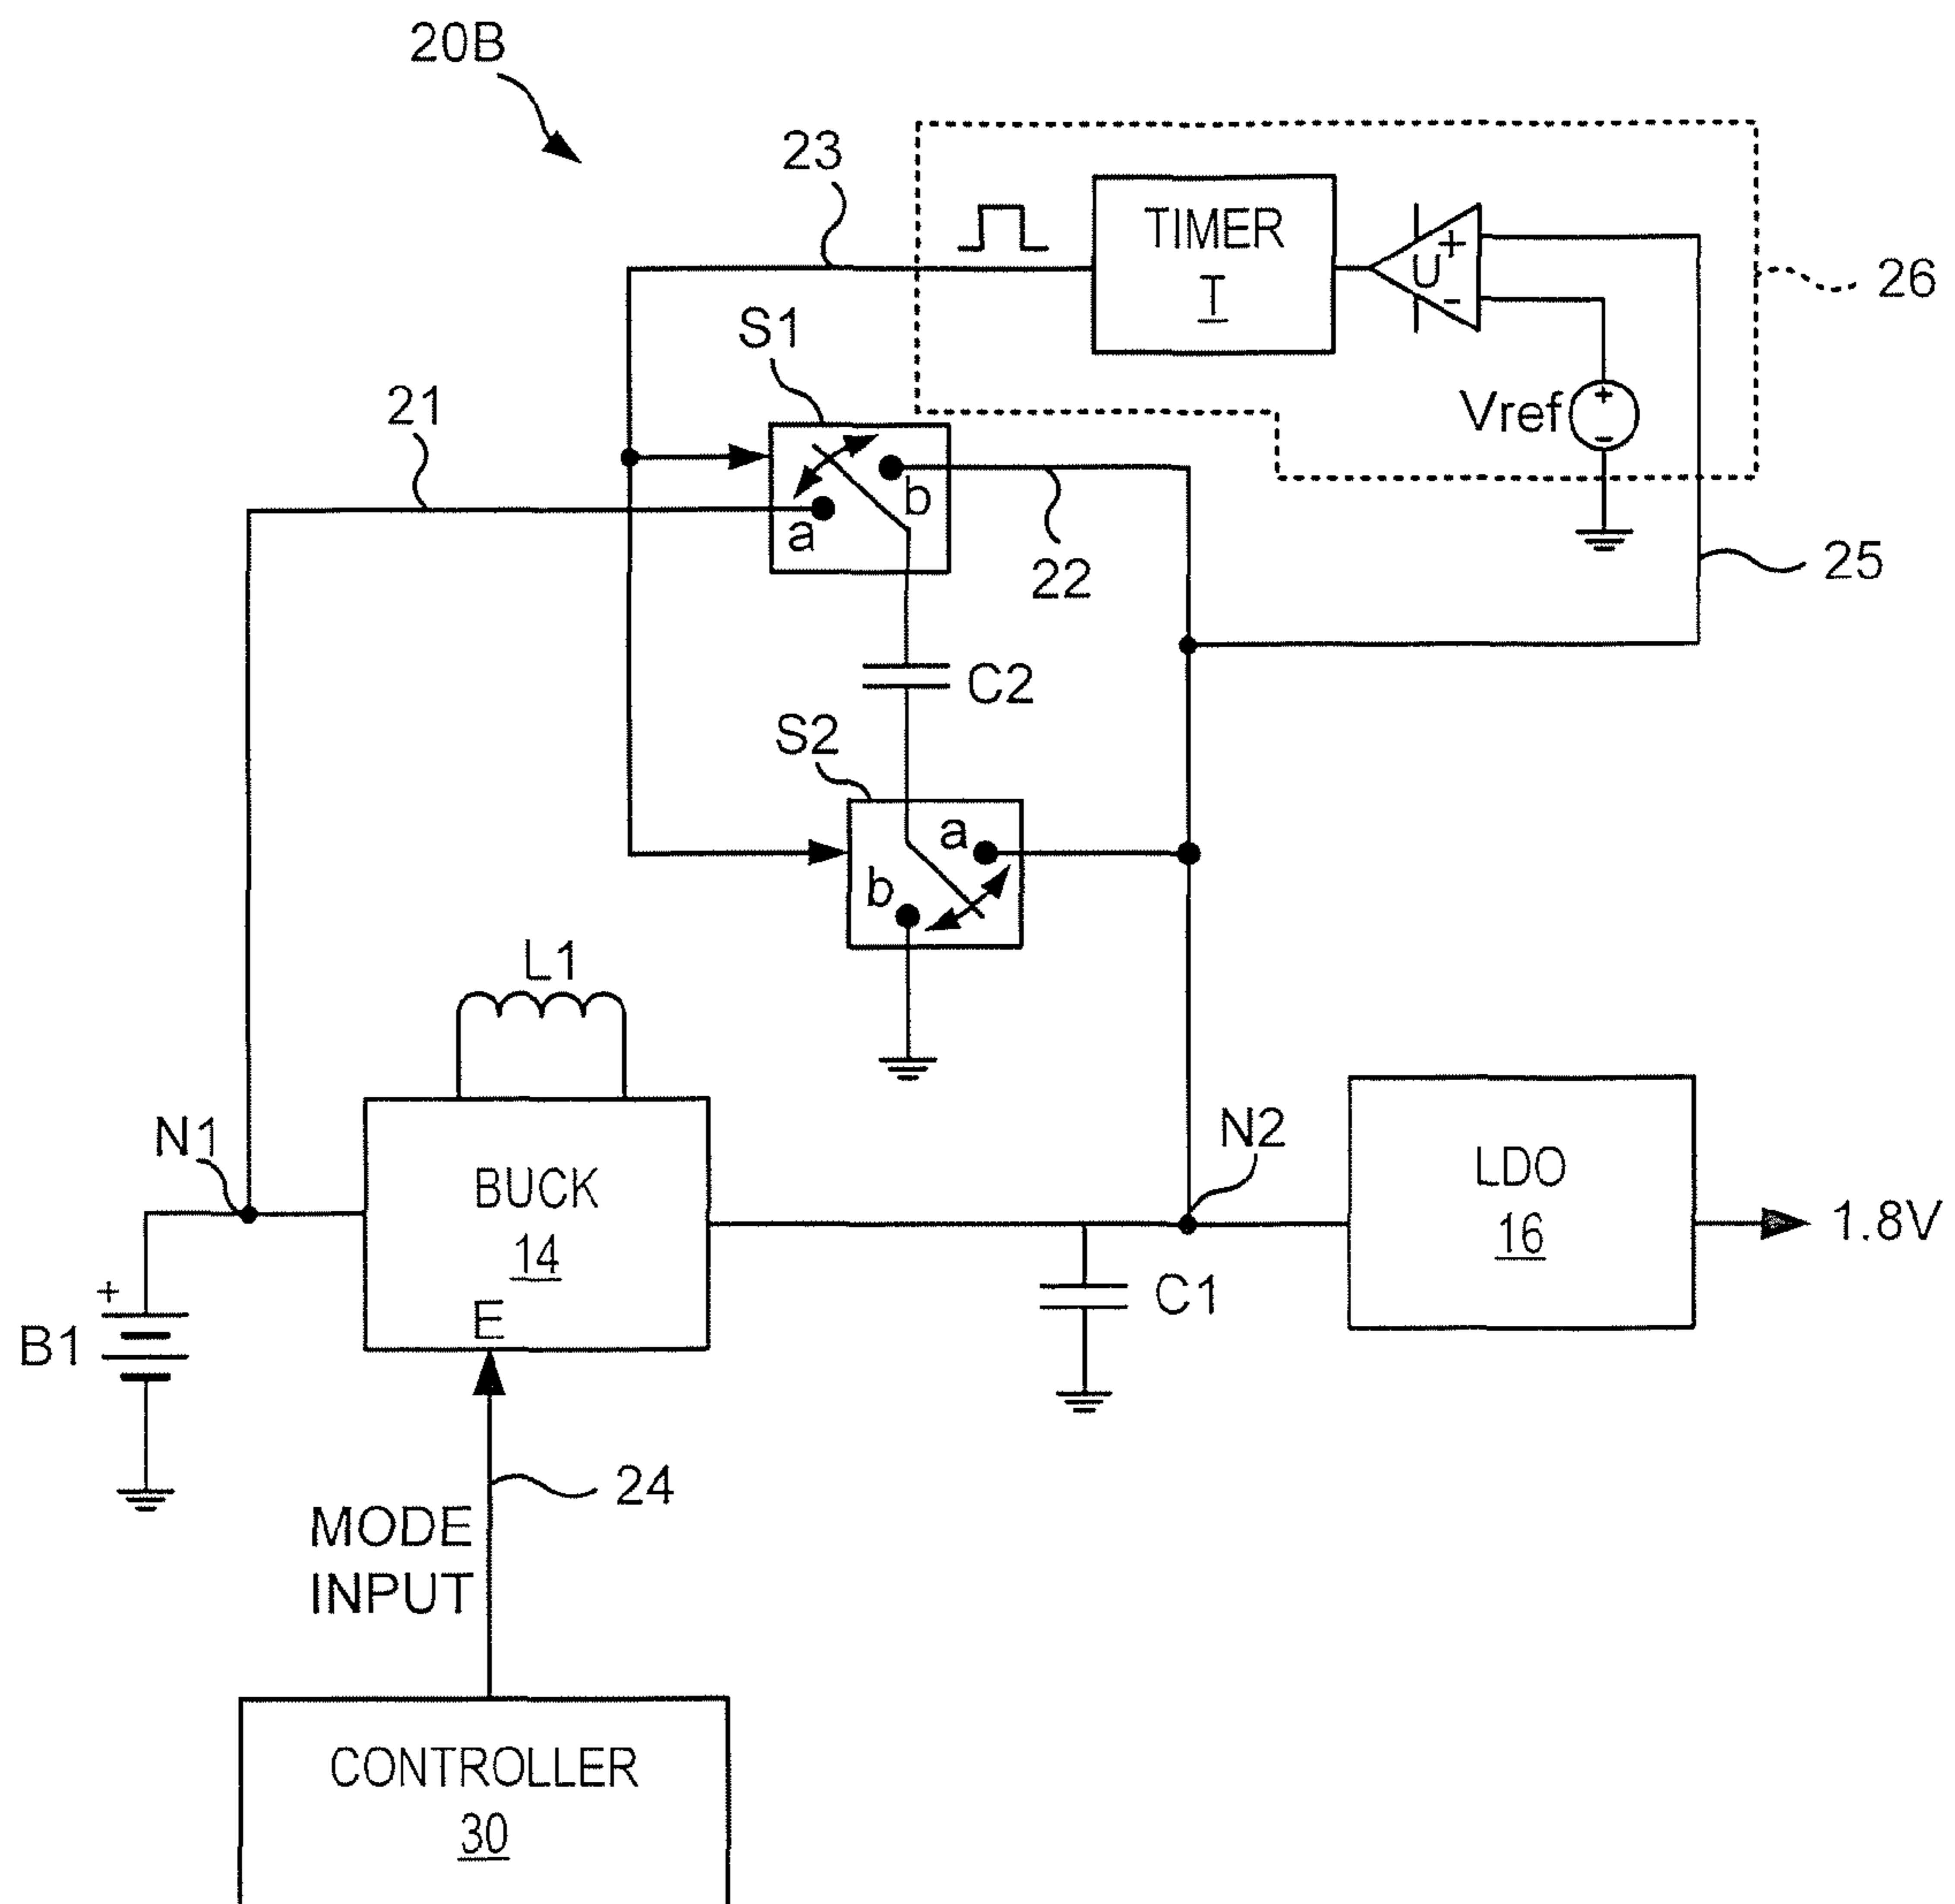 20B
23
TIMER
T
U
+
-
26
S1
Vref
+
-
21
b
a
22
25
C2
S2
a
b
L1
N1
N2
BUCK
14
E
LDO
16
1.8V
+
B1
C1
24
MODE
INPUT
CONTROLLER
30